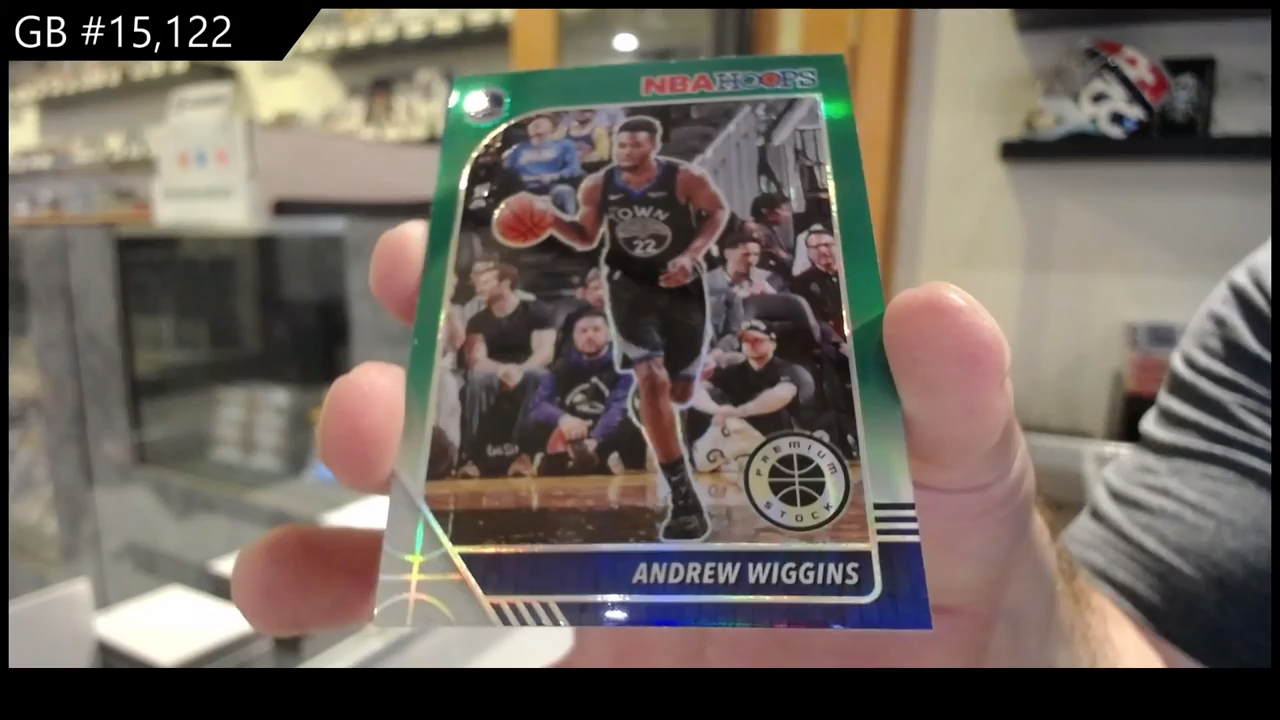 GB #15,122
NBA HOOPS
TOWN
22
PREMIUM
STOCK
ANDREW WIGGINS